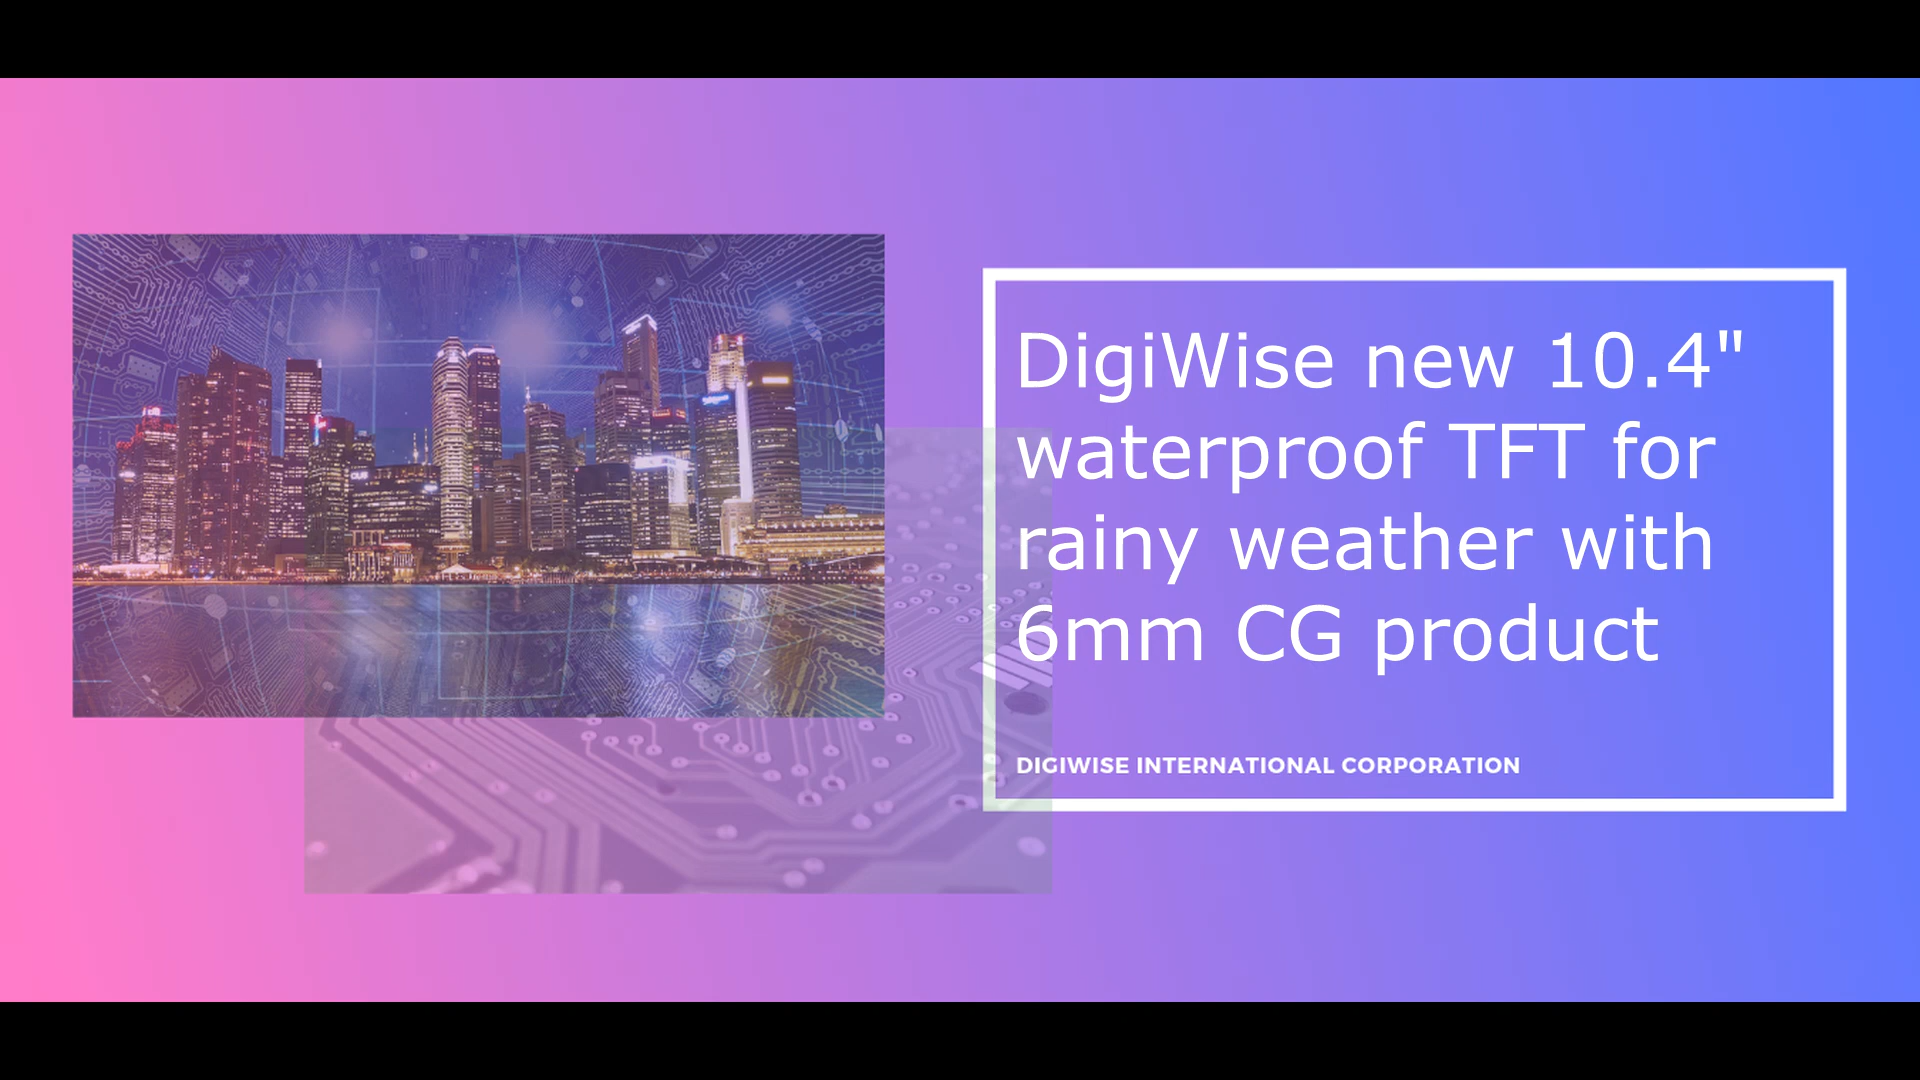 DigiWise new 10.4"
waterproof TFT for
rainy weather with
6mm CG product
DIGIWISE INTERNATIONAL CORPORATION